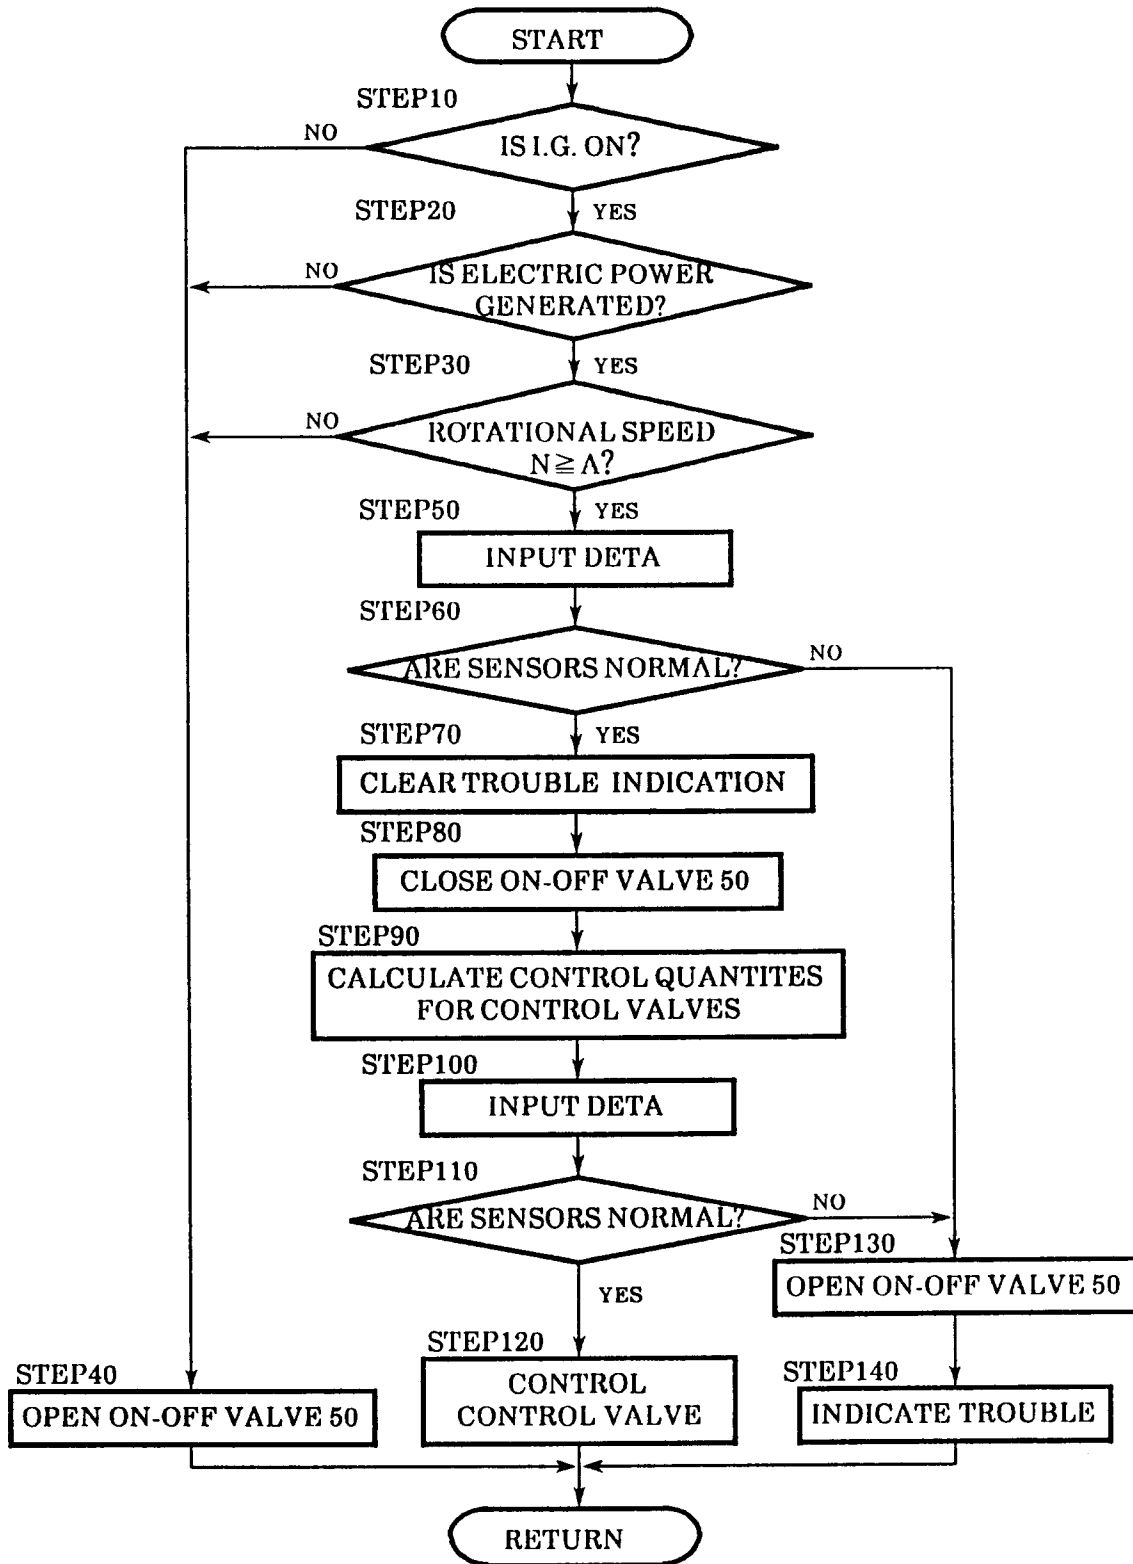 START
STEP10
NO
IS I.G. ON?
STEP20
YES
NO
IS ELECTRIC POWER
GENERATED?
STEP30
YES
NO
ROTATIONAL SPEED
N ≧ Λ?
STEP50
YES
INPUT DETA
STEP60
ARE SENSORS NORMAL?
NO
STEP70
YES
CLEAR TROUBLE INDICATION
STEP80
CLOSE ON-OFF VALVE 50
STEP90
CALCULATE CONTROL QUANTITES
FOR CONTROL VALVES
STEP100
INPUT DETA
STEP110
ARE SENSORS NORMAL?
NO
STEP130
OPEN ON-OFF VALVE 50
YES
STEP120
CONTROL
CONTROL VALVE
STEP40
OPEN ON-OFF VALVE 50
STEP140
INDICATE TROUBLE
RETURN